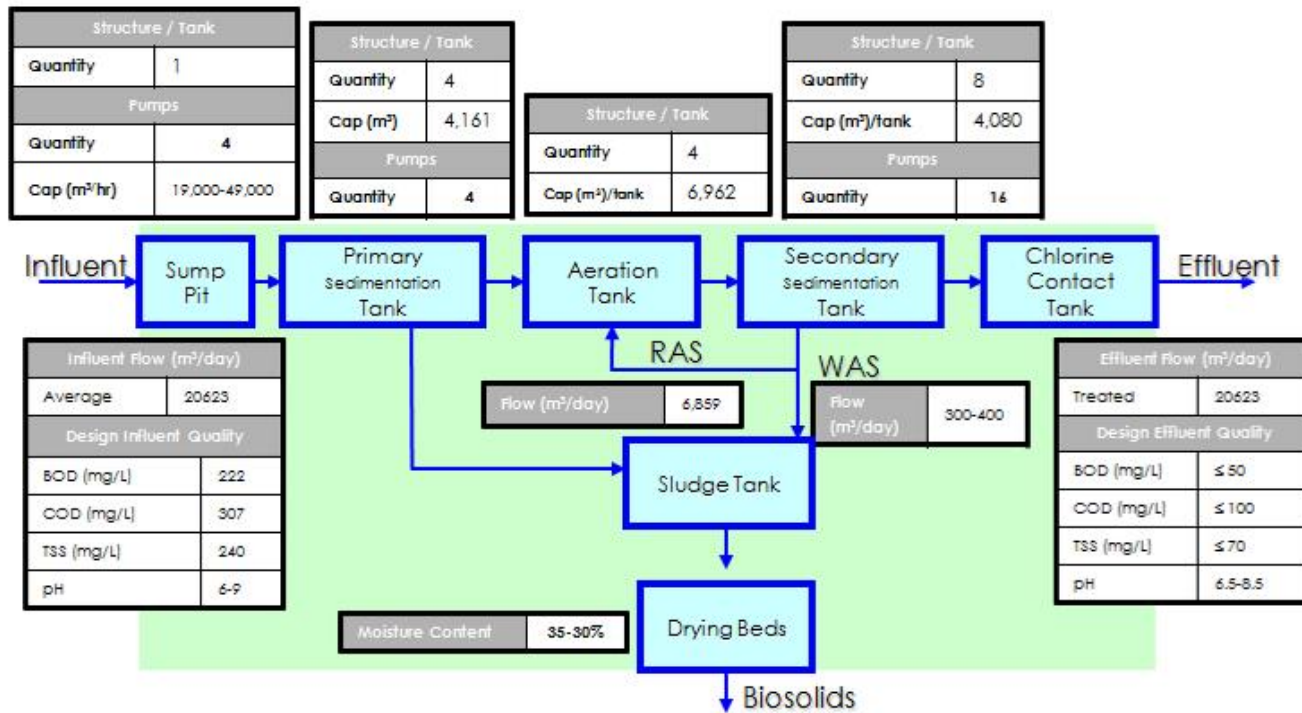 Structure / Tank
Quantity 1
Pumps
Quantity 4
Cap (m³/hr) 19,000-49,000
Structure / Tank
Quantity 4
Cap (m³) 4,161
Pumps
Quantity 4
Structure / Tank
Quantity 4
Cap (m³)/tank 6,962
Structure / Tank
Quantity 8
Cap (m³)/tank 4,080
Pumps
Quantity 16
Influent
Sump
Pit
Primary
Sedimentation
Tank
Aeration
Tank
Secondary
Sedimentation
Tank
Chlorine
Contact
Tank
Effluent
RAS
WAS
Influent Flow (m³/day)
Average 20623
Design Influent Quality
BOD (mg/L) 222
COD (mg/L) 307
TSS (mg/L) 240
pH 6-9
Flow (m³/day) 6,859
Flow
(m³/day)
300-400
Effluent Flow (m³/day)
Treated 20623
Design Effluent Quality
BOD (mg/L) ≤ 50
COD (mg/L) ≤ 100
TSS (mg/L) ≤ 70
pH 6.5-8.5
Sludge Tank
Moisture Content 35-30%
Drying Beds
Biosolids